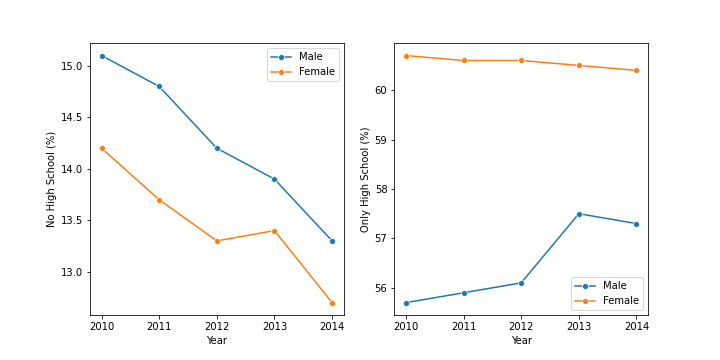 No High School (%)
15.0
14.5
14.0
13.5
13.0
Male
Female
2010 2011 2012 2013 2014
Year
Only High School (%)
60
59
58
57
56
Male
Female
2010 2011 2012 2013 2014
Year